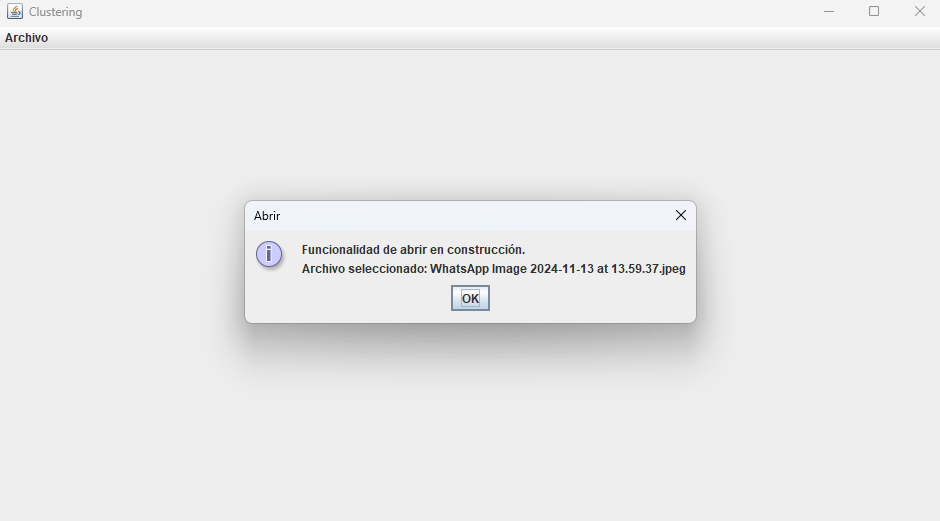 Clustering
Archivo
Abrir
Funcionalidad de abrir en construcción.
Archivo seleccionado: WhatsApp Image 2024-11-13 at 13.59.37.jpeg
OK